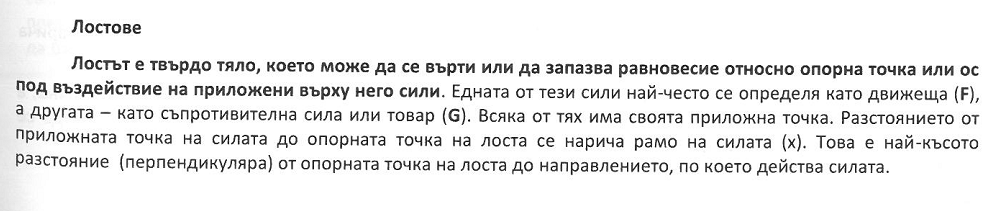 Лостове
Лостът е твърдо тяло, което може да се върти или да запазва равновесие относно опорна точка или ос
под въздействие на приложени върху него сили. Едната от тези сили най-често се определя като движеща (F),
а другата – като съпротивителна сила или товар (G). Всяка от тях има своята приложна точка. Разстоянието от
приложната точка на силата до опорната точка на лоста се нарича рамо на силата (x). Това е най-късото
разстояние (перпендикуляра) от опорната точка на лоста до направлението, по което действа силата.